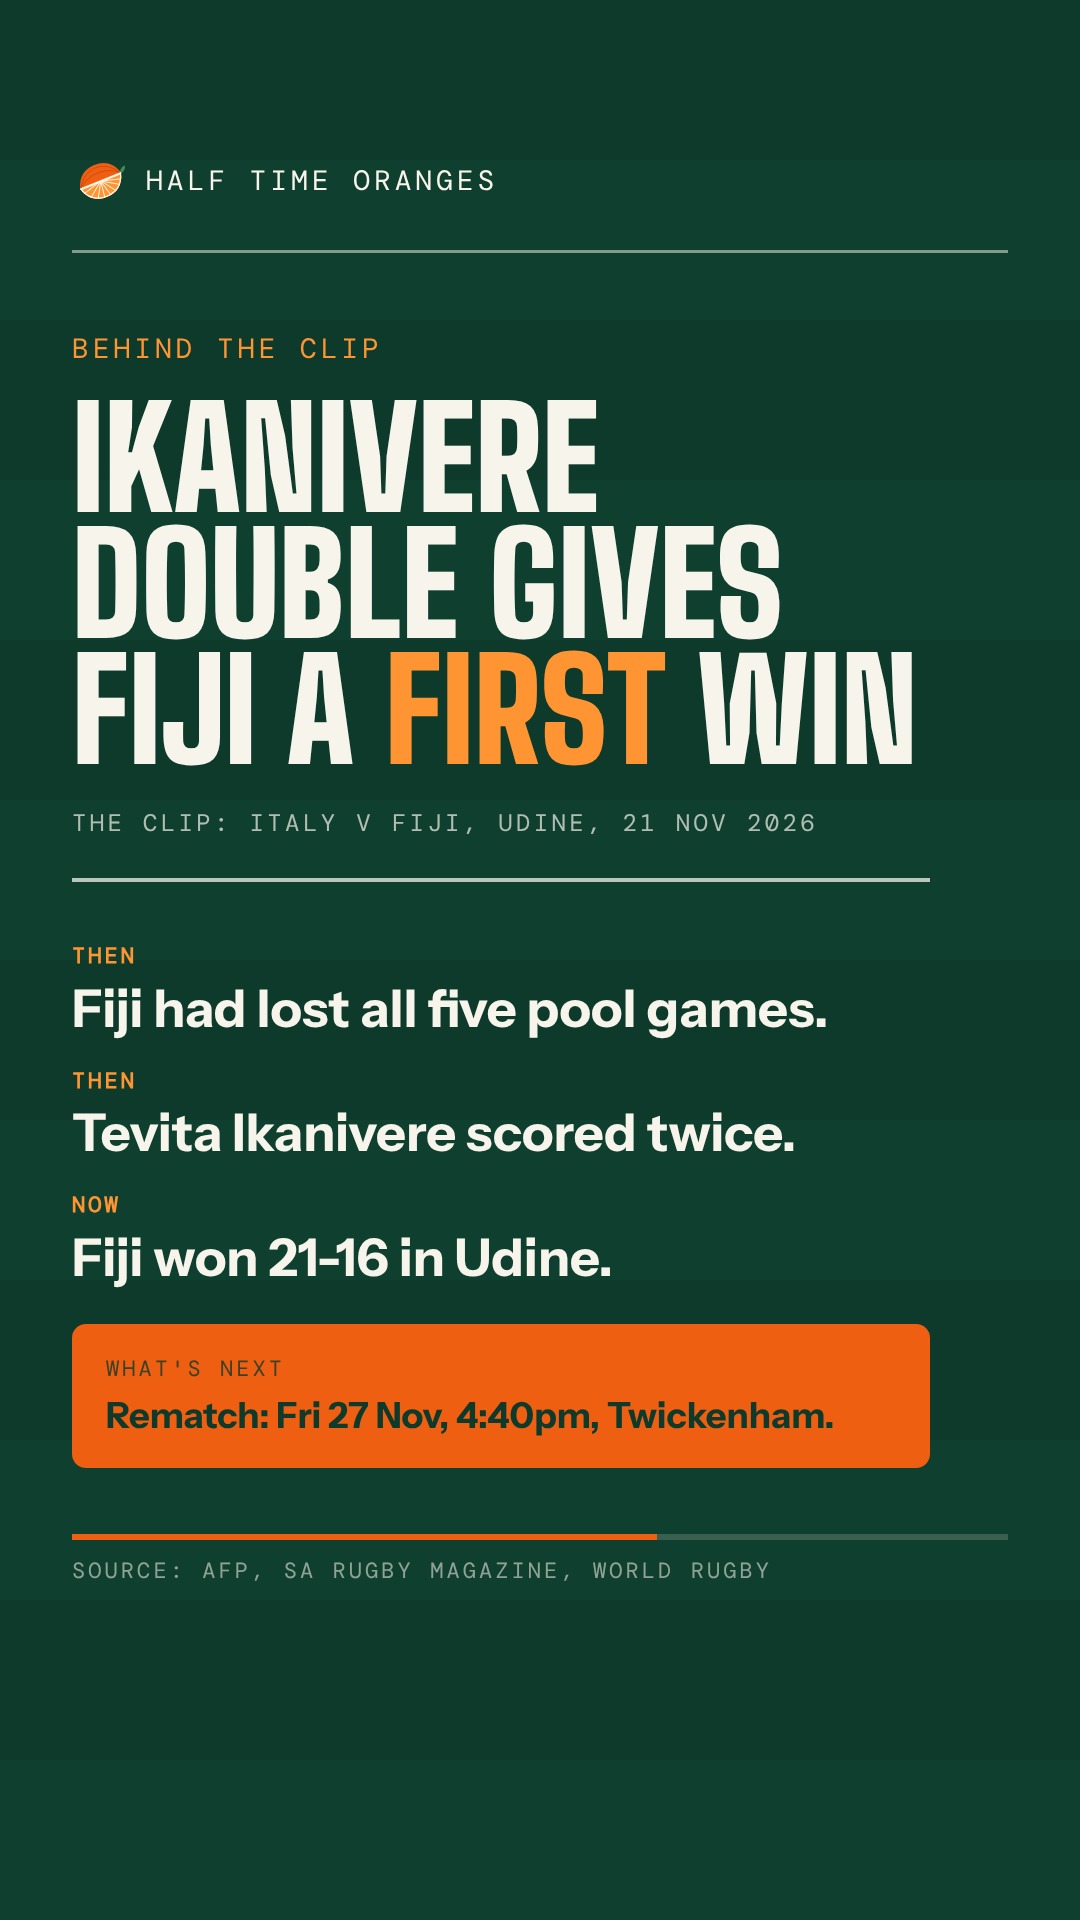 HALF TIME ORANGES
BEHIND THE CLIP
IKANIVERE
DOUBLE GIVES
FIJI A FIRST WIN
THE CLIP: ITALY V FIJI, UDINE, 21 NOV 2026
THEN
Fiji had lost all five pool games.
THEN
Tevita Ikanivere scored twice.
NOW
Fiji won 21–16 in Udine.
WHAT'S NEXT
Rematch: Fri 27 Nov, 4:40pm, Twickenham.
SOURCE: AFP, SA RUGBY MAGAZINE, WORLD RUGBY